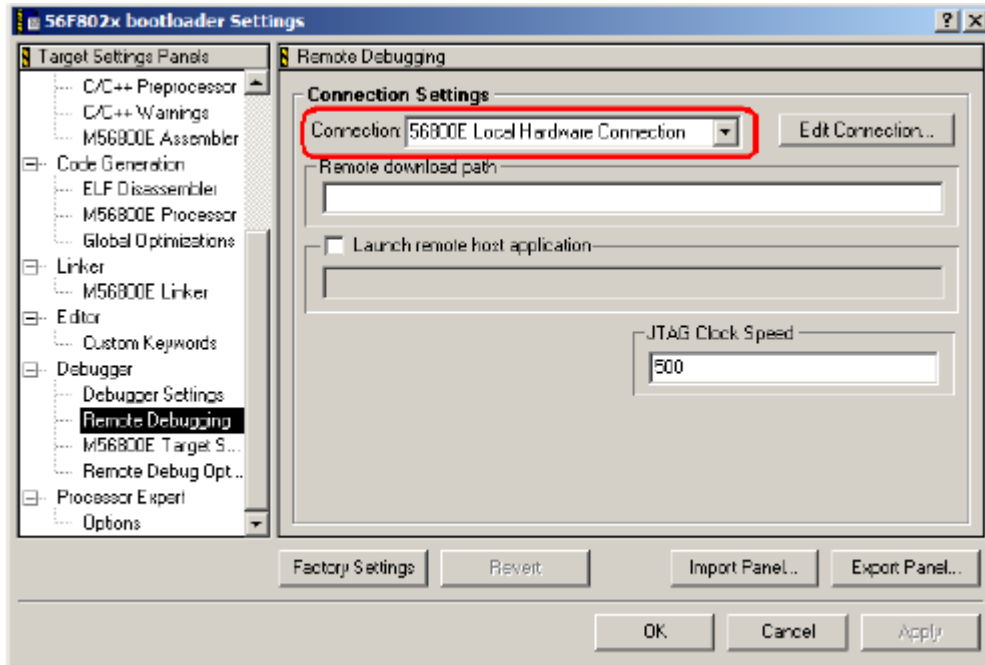 56F802x bootloader Settings
Target Settings Panels
C/C++ Preprocessor
C/C++ Warnings
M56800E Assembler
Code Generation
ELF Disassembler
M56800E Processor
Global Optimizations
Linker
M56800E Linker
Editor
Custom Keywords
Debugger
Debugger Settings
Remote Debugging
M56800E Target S...
Remote Debug Opt...
Processor Expert
Options
Remote Debugging
Connection Settings
Connection: 56800E Local Hardware Connection
Edit Connection...
Remote download path
Launch remote host application
JTAG Clock Speed
500
Factory Settings
Revert
Import Panel...
Export Panel...
OK
Cancel
Apply